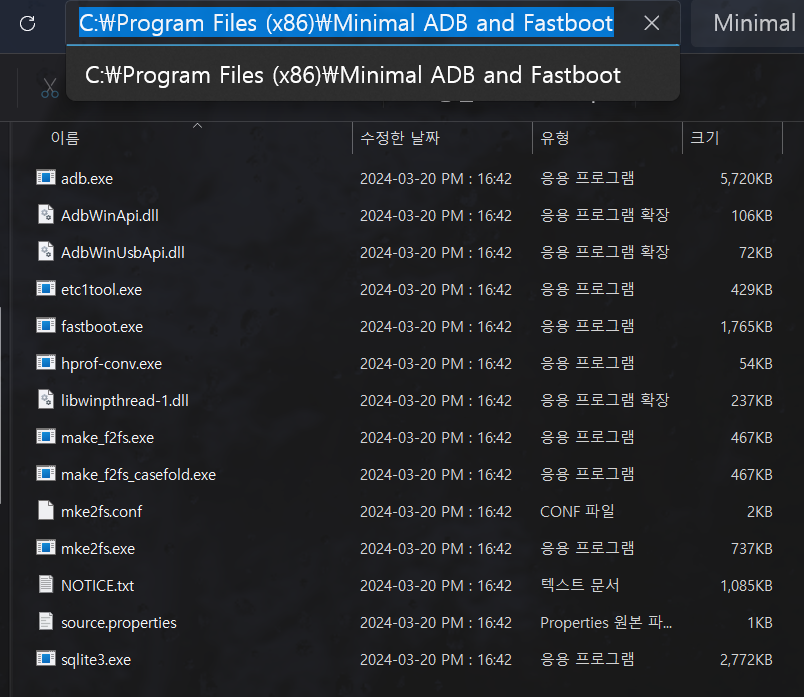 C:₩Program Files (x86)₩Minimal ADB and Fastboot Minimal
C:₩Program Files (x86)₩Minimal ADB and Fastboot
이름 수정한 날짜 유형 크기
adb.exe 2024-03-20 PM : 16:42 응용 프로그램 5,720KB
AdbWinApi.dll 2024-03-20 PM : 16:42 응용 프로그램 확장 106KB
AdbWinUsbApi.dll 2024-03-20 PM : 16:42 응용 프로그램 확장 72KB
etc1tool.exe 2024-03-20 PM : 16:42 응용 프로그램 429KB
fastboot.exe 2024-03-20 PM : 16:42 응용 프로그램 1,765KB
hprof-conv.exe 2024-03-20 PM : 16:42 응용 프로그램 54KB
libwinpthread-1.dll 2024-03-20 PM : 16:42 응용 프로그램 확장 237KB
make_f2fs.exe 2024-03-20 PM : 16:42 응용 프로그램 467KB
make_f2fs_casefold.exe 2024-03-20 PM : 16:42 응용 프로그램 467KB
mke2fs.conf 2024-03-20 PM : 16:42 CONF 파일 2KB
mke2fs.exe 2024-03-20 PM : 16:42 응용 프로그램 737KB
NOTICE.txt 2024-03-20 PM : 16:42 텍스트 문서 1,085KB
source.properties 2024-03-20 PM : 16:42 Properties 원본 파... 1KB
sqlite3.exe 2024-03-20 PM : 16:42 응용 프로그램 2,772KB